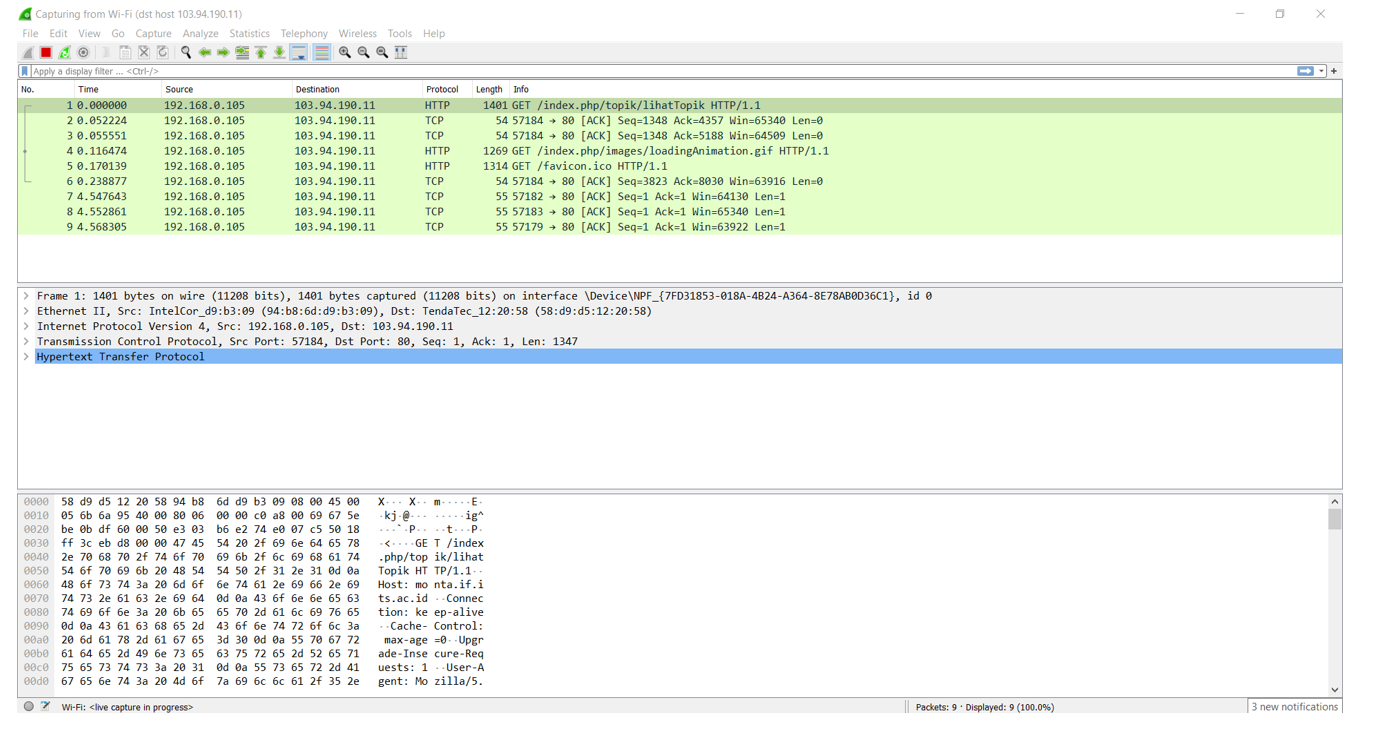 Capturing from Wi-Fi (dst host 103.94.190.11)
File Edit View Go Capture Analyze Statistics Telephony Wireless Tools Help
Apply a display filter ... <Ctrl-/>
No. Time Source Destination Protocol Length Info
1 0.000000 192.168.0.105 103.94.190.11 HTTP 1401 GET /index.php/topik/lihatTopik HTTP/1.1
2 0.052224 192.168.0.105 103.94.190.11 TCP 54 57184 → 80 [ACK] Seq=1348 Ack=4357 Win=65340 Len=0
3 0.055551 192.168.0.105 103.94.190.11 TCP 54 57184 → 80 [ACK] Seq=1348 Ack=5188 Win=64509 Len=0
4 0.116474 192.168.0.105 103.94.190.11 HTTP 1269 GET /index.php/images/loadingAnimation.gif HTTP/1.1
5 0.170139 192.168.0.105 103.94.190.11 HTTP 1314 GET /favicon.ico HTTP/1.1
6 0.238877 192.168.0.105 103.94.190.11 TCP 54 57184 → 80 [ACK] Seq=3823 Ack=8030 Win=63916 Len=0
7 4.547643 192.168.0.105 103.94.190.11 TCP 55 57182 → 80 [ACK] Seq=1 Ack=1 Win=64130 Len=1
8 4.552861 192.168.0.105 103.94.190.11 TCP 55 57183 → 80 [ACK] Seq=1 Ack=1 Win=65340 Len=1
9 4.568305 192.168.0.105 103.94.190.11 TCP 55 57179 → 80 [ACK] Seq=1 Ack=1 Win=63922 Len=1
Frame 1: 1401 bytes on wire (11208 bits), 1401 bytes captured (11208 bits) on interface \Device\NPF_{7FD31853-018A-4B24-A364-8E78AB0D36C1}, id 0
Ethernet II, Src: IntelCor_d9:b3:09 (94:b8:6d:d9:b3:09), Dst: TendaTec_12:20:58 (58:d9:d5:12:20:58)
Internet Protocol Version 4, Src: 192.168.0.105, Dst: 103.94.190.11
Transmission Control Protocol, Src Port: 57184, Dst Port: 80, Seq: 1, Ack: 1, Len: 1347
Hypertext Transfer Protocol
0000 58 d9 d5 12 20 58 94 b8 6d d9 b3 09 08 00 45 00 X··· X·· m·····E·
0010 05 6b 6a 95 40 00 80 06 00 00 c0 a8 00 69 67 5e ·kj·@··· ·····ig^
0020 be 0b df 60 00 50 e3 03 b6 e2 74 e0 07 c5 50 18 ···`·P·· ··t···P·
0030 ff 3c eb d8 00 00 47 45 54 20 2f 69 6e 64 65 78 ·<····GE T /index
0040 2e 70 68 70 2f 74 6f 70 69 6b 2f 6c 69 68 61 74 .php/top ik/lihat
0050 54 6f 70 69 6b 20 48 54 54 50 2f 31 2e 31 0d 0a Topik HT TP/1.1··
0060 48 6f 73 74 3a 20 6d 6f 6e 74 61 2e 69 66 2e 69 Host: mo nta.if.i
0070 74 73 2e 61 63 2e 69 64 0d 0a 43 6f 6e 6e 65 63 ts.ac.id ··Connec
0080 74 69 6f 6e 3a 20 6b 65 65 70 2d 61 6c 69 76 65 tion: ke ep-alive
0090 0d 0a 43 61 63 68 65 2d 43 6f 6e 74 72 6f 6c 3a ··Cache- Control:
00a0 20 6d 61 78 2d 61 67 65 3d 30 0d 0a 55 70 67 72 max-age =0··Upgr
00b0 61 64 65 2d 49 6e 73 65 63 75 72 65 2d 52 65 71 ade-Inse cure-Req
00c0 75 65 73 74 73 3a 20 31 0d 0a 55 73 65 72 2d 41 uests: 1 ··User-A
00d0 67 65 6e 74 3a 20 4d 6f 7a 69 6c 6c 61 2f 35 2e gent: Mo zilla/5.
Wi-Fi: <live capture in progress> Packets: 9 · Displayed: 9 (100.0%) 3 new notifications